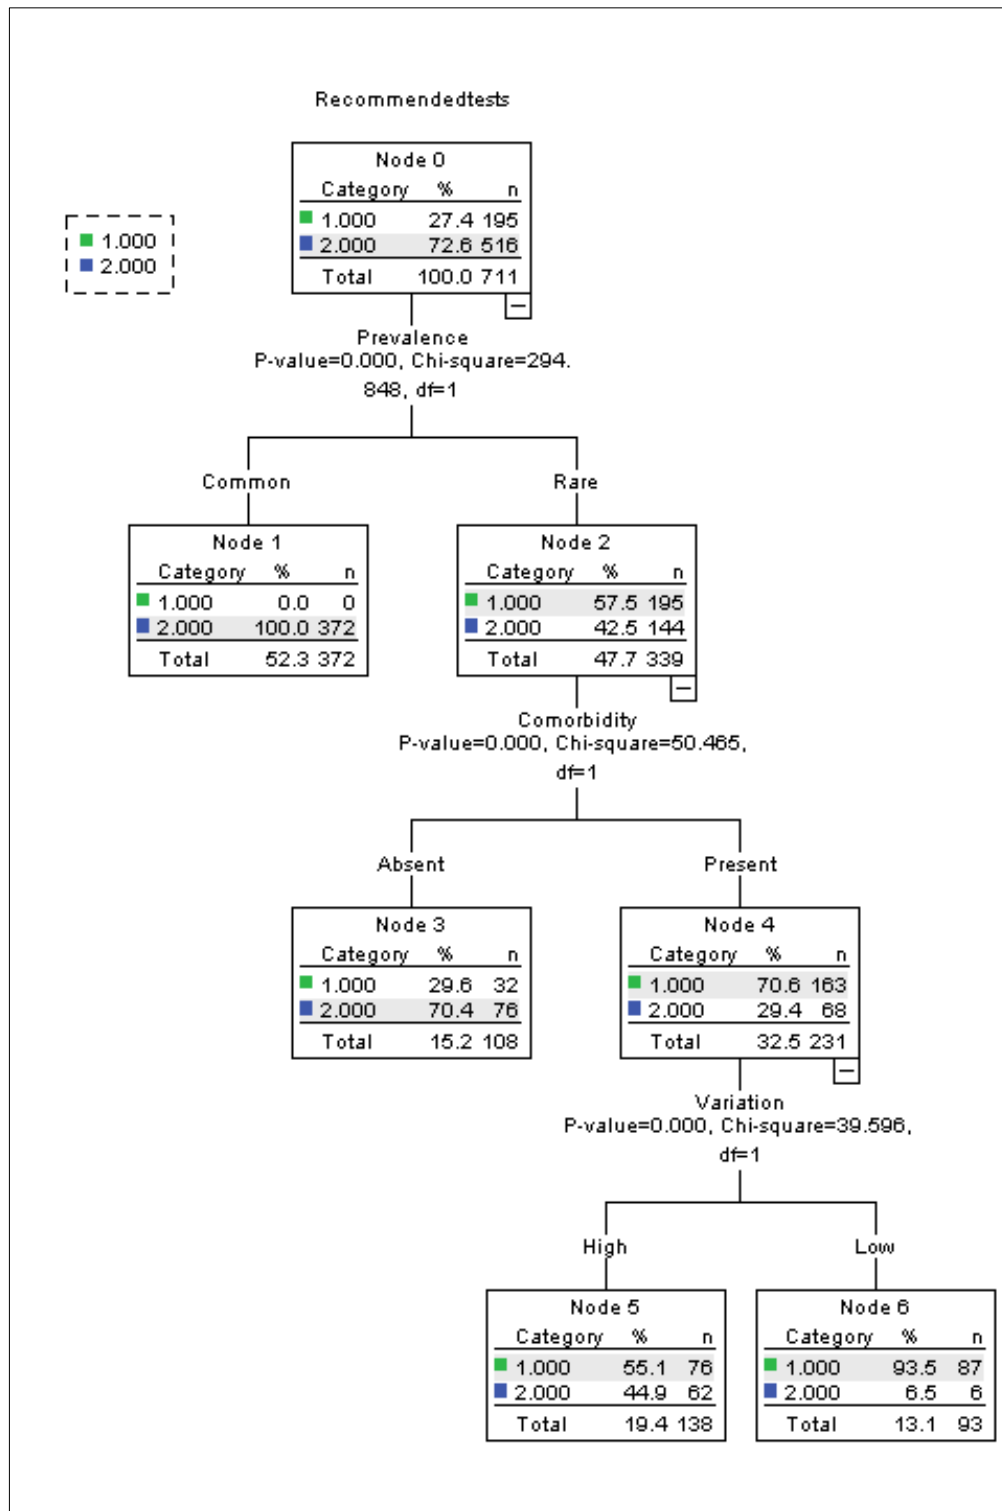 Recommendedtests
Node 0
Category % n
1.000 27.4 195
2.000 72.6 516
Total 100.0 711
1.000
2.000
Prevalence
P-value=0.000, Chi-square=294.
848, df=1
Common
Rare
Node 1
Category % n
1.000 0.0 0
2.000 100.0 372
Total 52.3 372
Node 2
Category % n
1.000 57.5 195
2.000 42.5 144
Total 47.7 339
Comorbidity
P-value=0.000, Chi-square=50.465,
df=1
Absent
Present
Node 3
Category % n
1.000 29.6 32
2.000 70.4 76
Total 15.2 108
Node 4
Category % n
1.000 70.6 163
2.000 29.4 68
Total 32.5 231
Variation
P-value=0.000, Chi-square=39.596,
df=1
High
Low
Node 5
Category % n
1.000 55.1 76
2.000 44.9 62
Total 19.4 138
Node 6
Category % n
1.000 93.5 87
2.000 6.5 6
Total 13.1 93